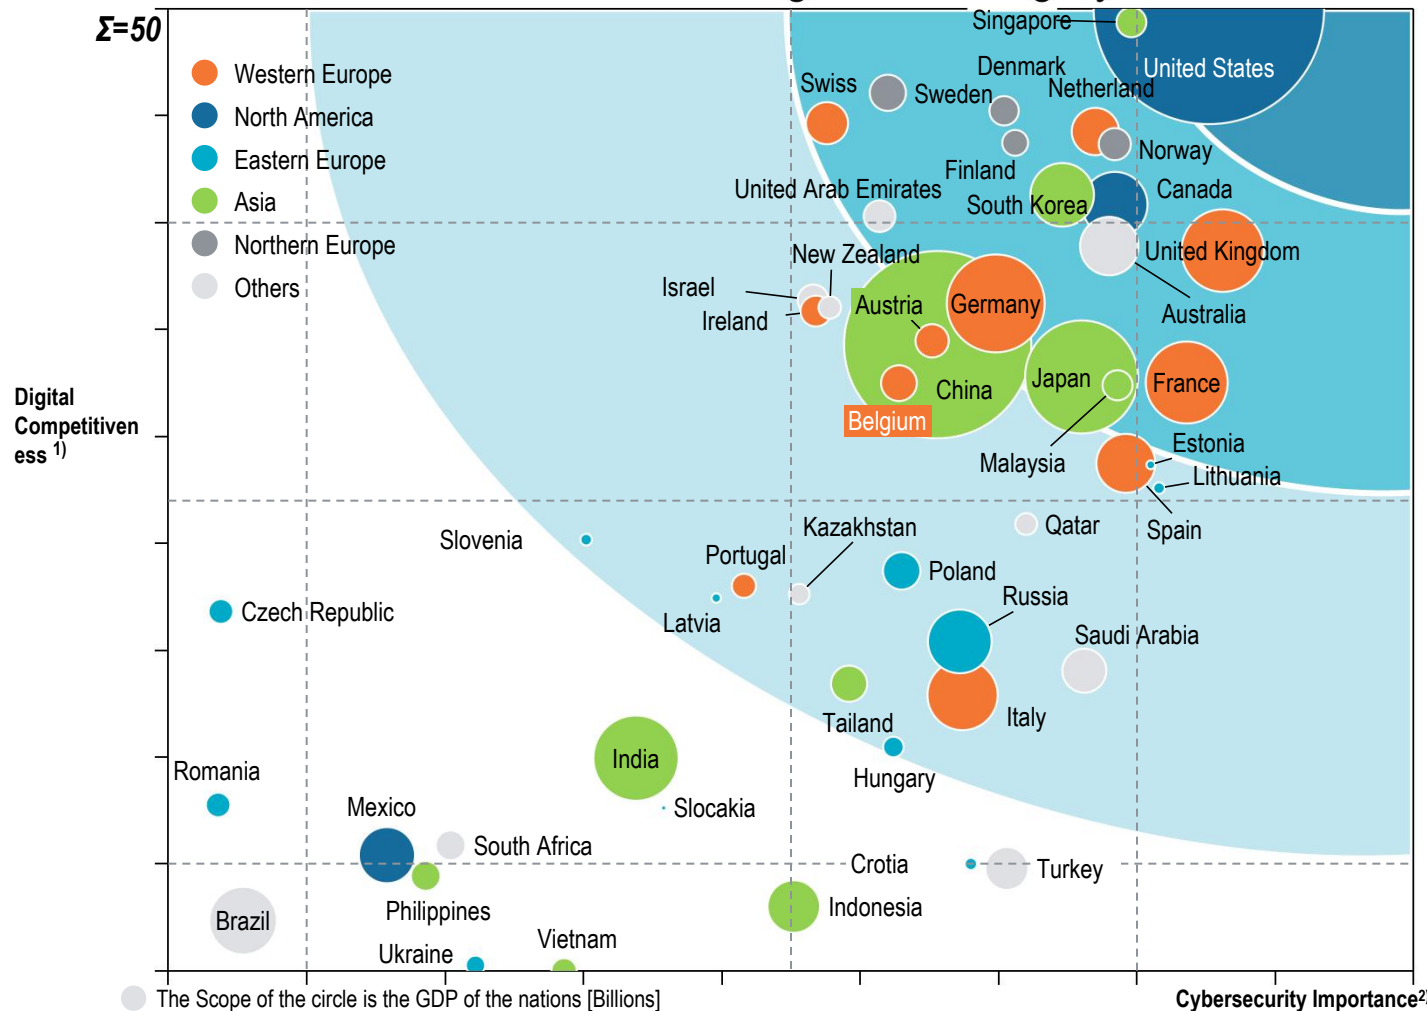 Σ=50
Singapore
United States
Western Europe
North America
Eastern Europe
Asia
Northern Europe
Others
Swiss
Sweden
Denmark
Netherland
Norway
Finland
United Arab Emirates
South Korea
Canada
New Zealand
United Kingdom
Israel
Ireland
Austria
Germany
Australia
China
Japan
France
Belgium
Digital
Competitiven
ess 1)
Malaysia
Estonia
Lithuania
Spain
Slovenia
Kazakhstan
Qatar
Portugal
Poland
Russia
Latvia
Czech Republic
Saudi Arabia
Tailand
Italy
India
Hungary
Romania
Mexico
Slocakia
South Africa
Crotia
Turkey
Philippines
Brazil
Indonesia
Ukraine
Vietnam
The Scope of the circle is the GDP of the nations [Billions]
Cybersecurity Importance2)